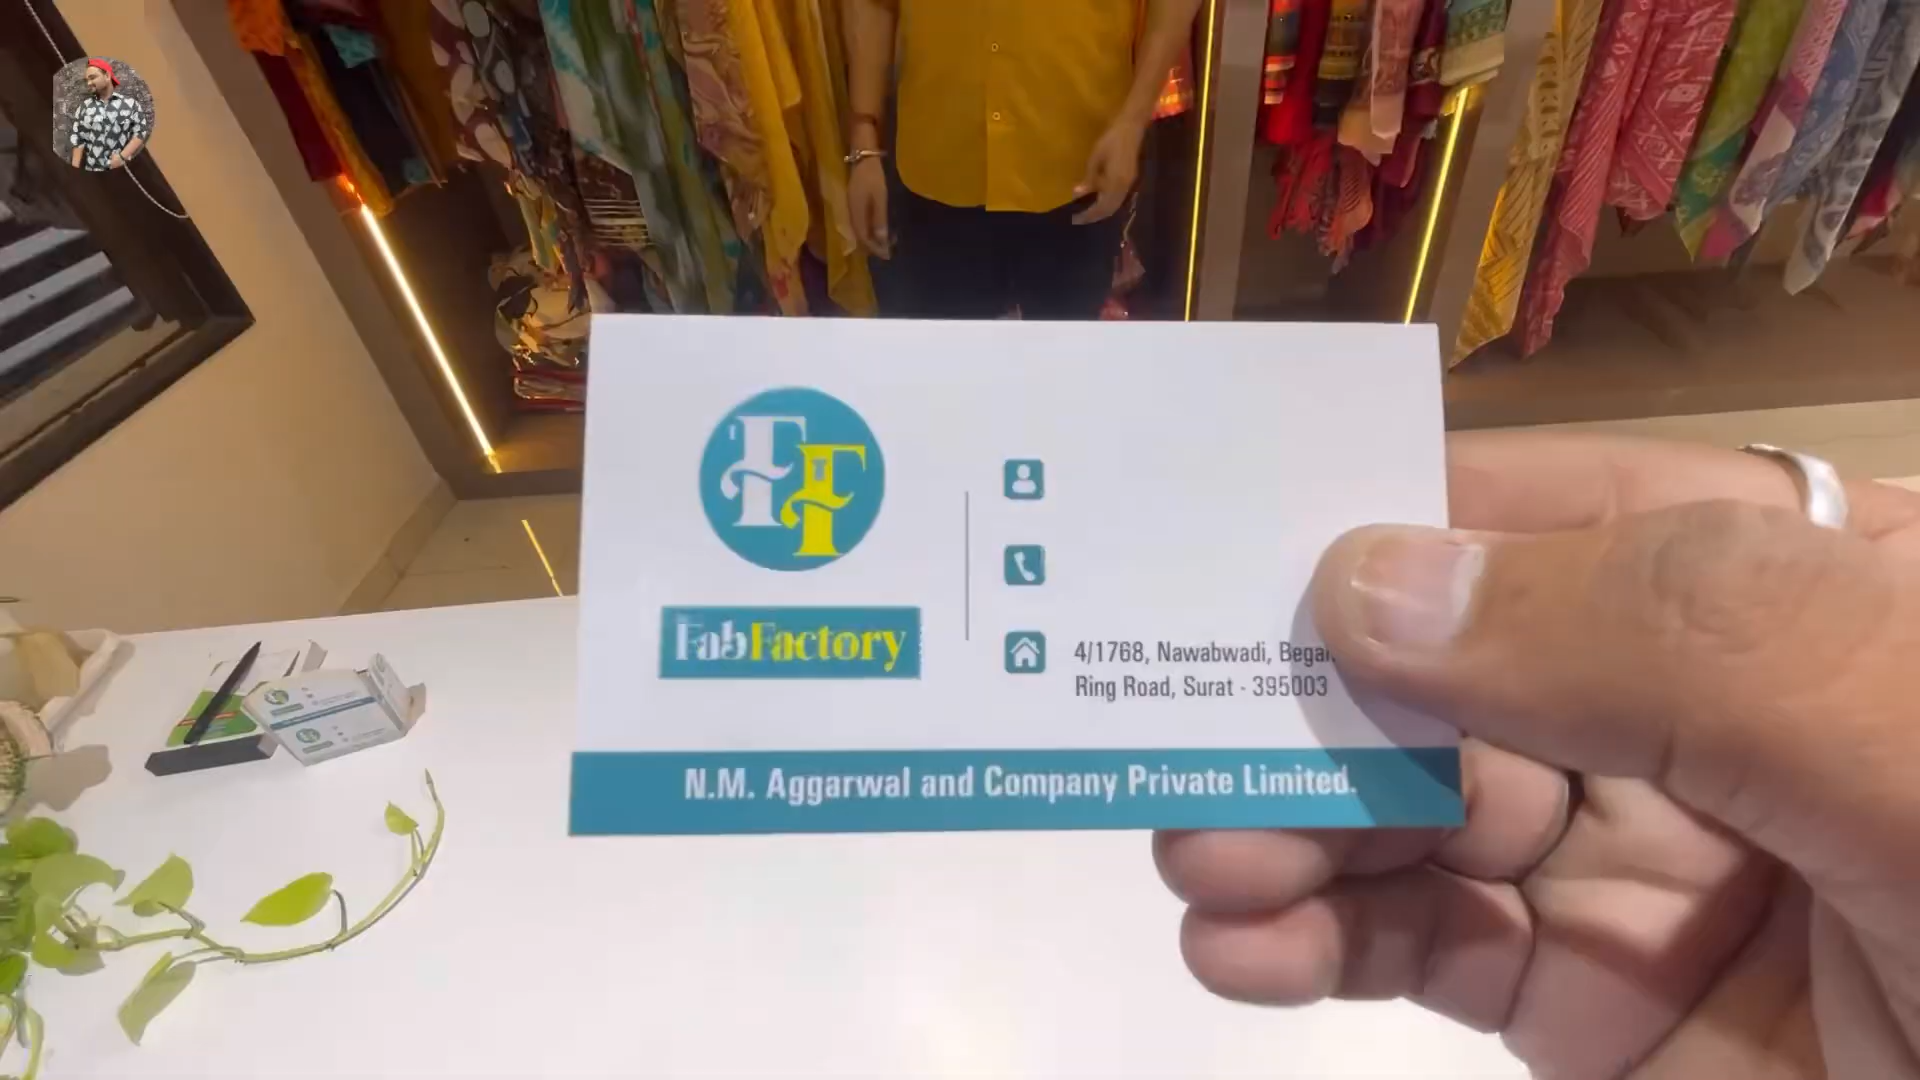 FF
FabFactory
4/1768, Nawabwadi,
Ring Road, Surat - 395003
N.M. Aggarwal and Company Private Limited.